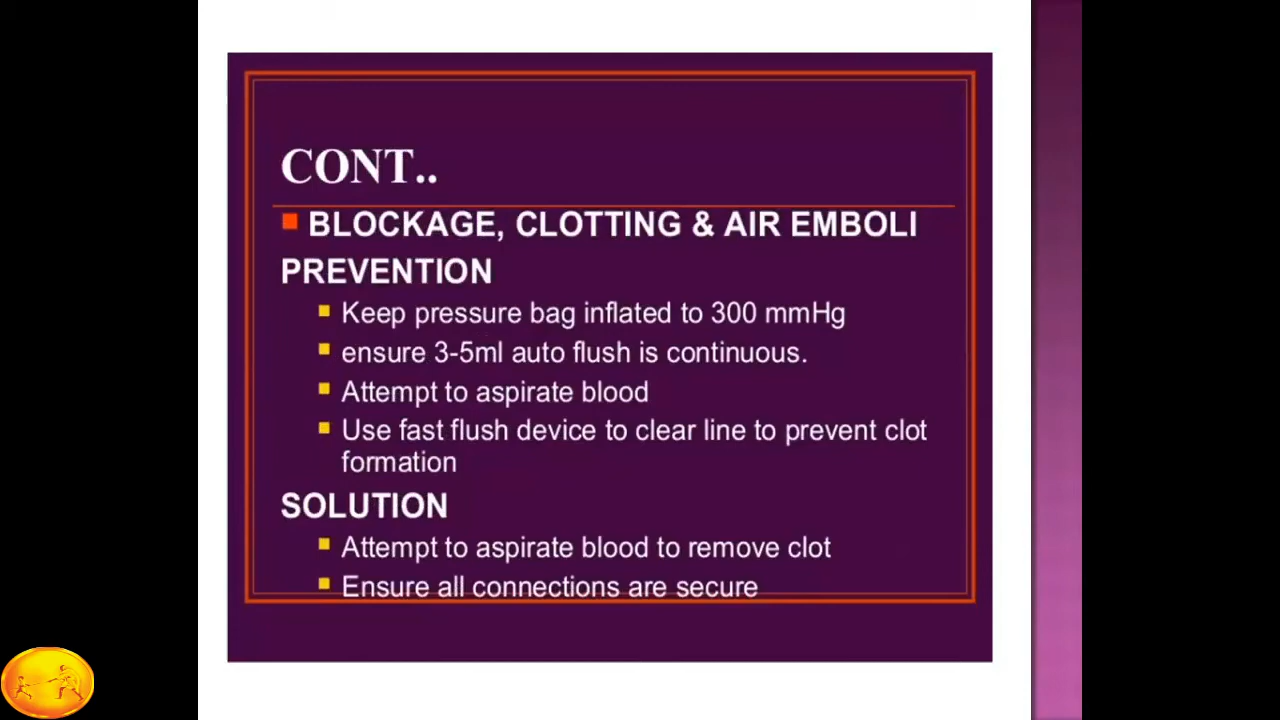 CONT..
BLOCKAGE, CLOTTING & AIR EMBOLI
PREVENTION
Keep pressure bag inflated to 300 mmHg
ensure 3-5ml auto flush is continuous.
Attempt to aspirate blood
Use fast flush device to clear line to prevent clot
formation
SOLUTION
Attempt to aspirate blood to remove clot
Ensure all connections are secure